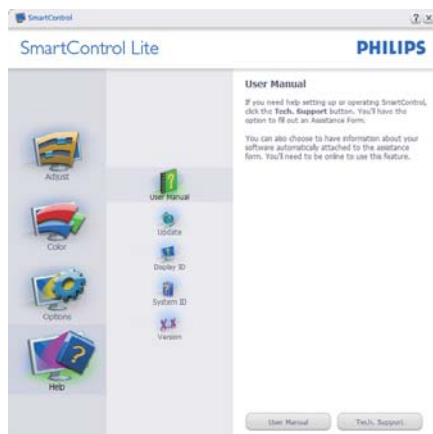 SmartControl
SmartControl Lite
PHILIPS
Adjust
Color
Options
Help
User Manual
Update
Display ID
System ID
Version
User Manual
If you need help setting up or operating SmartControl,
click the Tech. Support button. You'll have the
option to fill out an Assistance Form.
You can also choose to have information about your
software automatically attached to the assistance
form. You'll need to be online to use this feature.
User Manual
Tech. Support